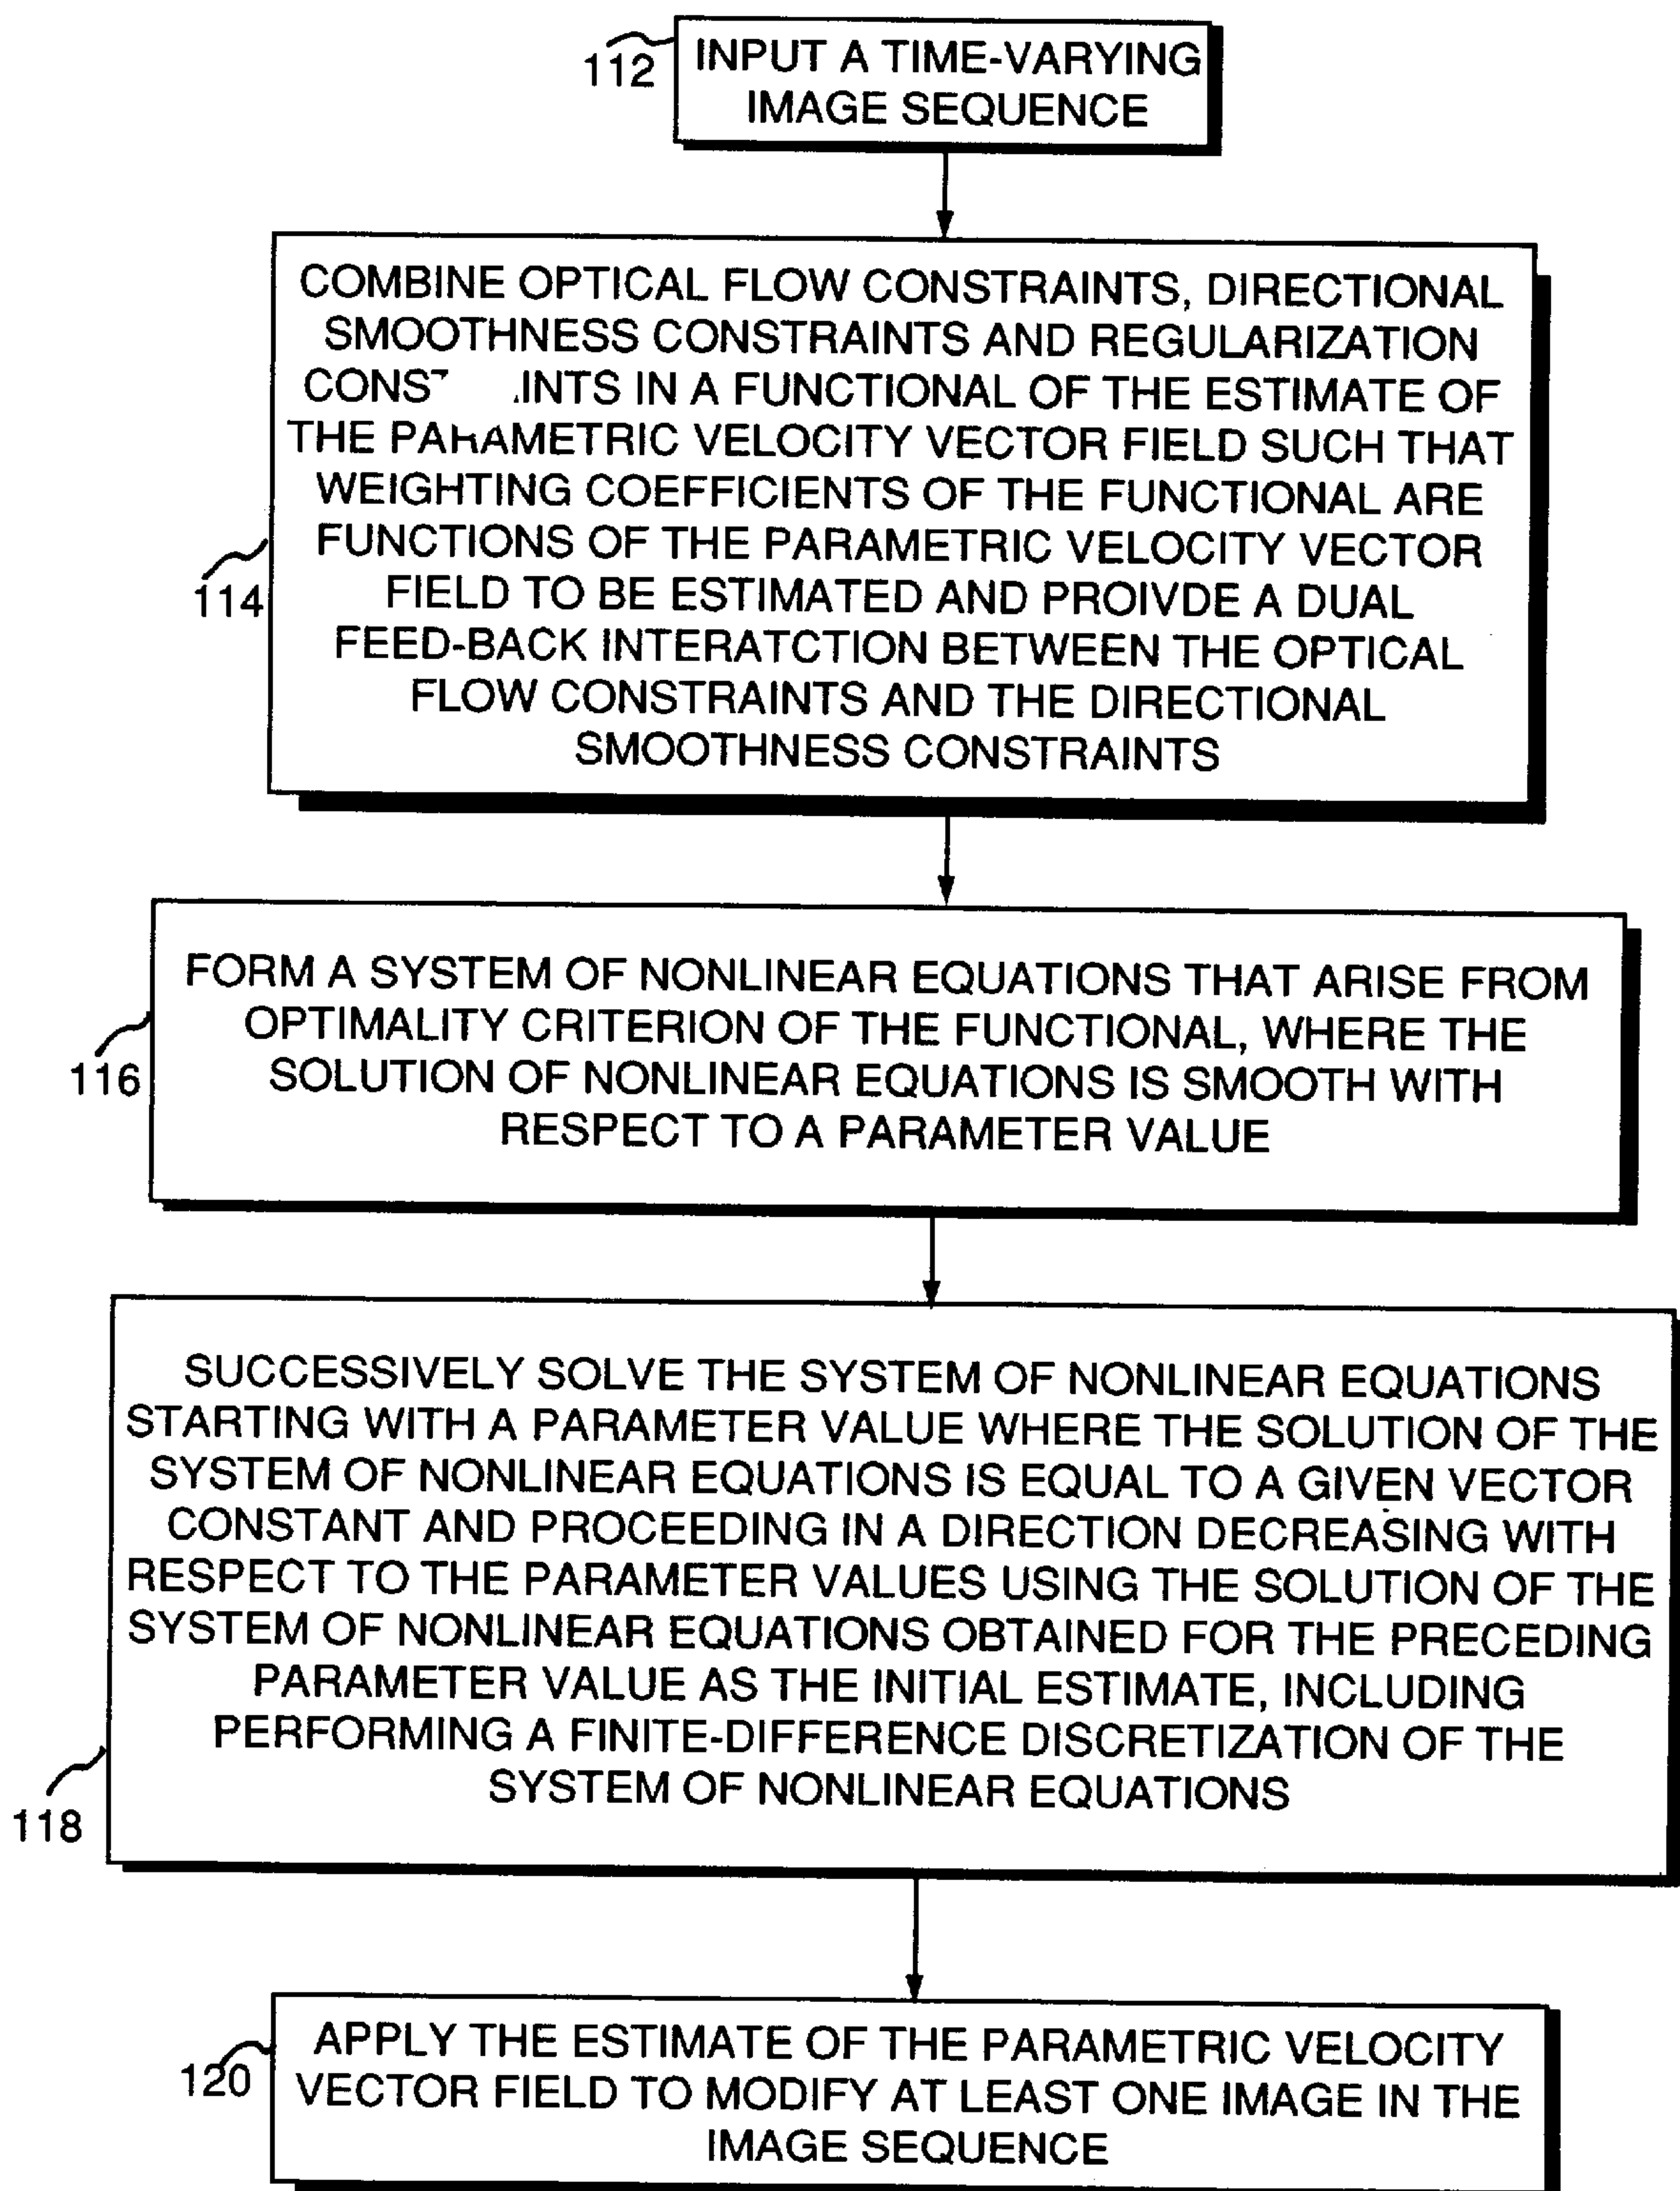 112
INPUT A TIME-VARYING
IMAGE SEQUENCE
COMBINE OPTICAL FLOW CONSTRAINTS, DIRECTIONAL
SMOOTHNESS CONSTRAINTS AND REGULARIZATION
IN A FUNCTIONAL OF THE ESTIMATE OF
THE PARAMETRIC VELOCITY VECTOR FIELD SUCH THAT
WEIGHTING COEFFICIENTS OF THE FUNCTIONAL ARE
FUNCTIONS OF THE PARAMETRIC VELOCITY VECTOR
FIELD TO BE ESTIMATED AND PROIVDE A DUAL
FEED-BACK INTERATCTION BETWEEN THE OPTICAL
FLOW CONSTRAINTS AND THE DIRECTIONAL
SMOOTHNESS CONSTRAINTS
114
FORM A SYSTEM OF NONLINEAR EQUATIONS THAT ARISE FROM
OPTIMALITY CRITERION OF THE FUNCTIONAL, WHERE THE
SOLUTION OF NONLINEAR EQUATIONS IS SMOOTH WITH
RESPECT TO A PARAMETER VALUE
116
SUCCESSIVELY SOLVE THE SYSTEM OF NONLINEAR EQUATIONS
STARTING WITH A PARAMETER VALUE WHERE THE SOLUTION OF THE
SYSTEM OF NONLINEAR EQUATIONS IS EQUAL TO A GIVEN VECTOR
CONSTANT AND PROCEEDING IN A DIRECTION DECREASING WITH
RESPECT TO THE PARAMETER VALUES USING THE SOLUTION OF THE
SYSTEM OF NONLINEAR EQUATIONS OBTAINED FOR THE PRECEDING
PARAMETER VALUE AS THE INITIAL ESTIMATE, INCLUDING
PERFORMING A FINITE-DIFFERENCE DISCRETIZATION OF THE
SYSTEM OF NONLINEAR EQUATIONS
118
APPLY THE ESTIMATE OF THE PARAMETRIC VELOCITY
VECTOR FIELD TO MODIFY AT LEAST ONE IMAGE IN THE
IMAGE SEQUENCE
120